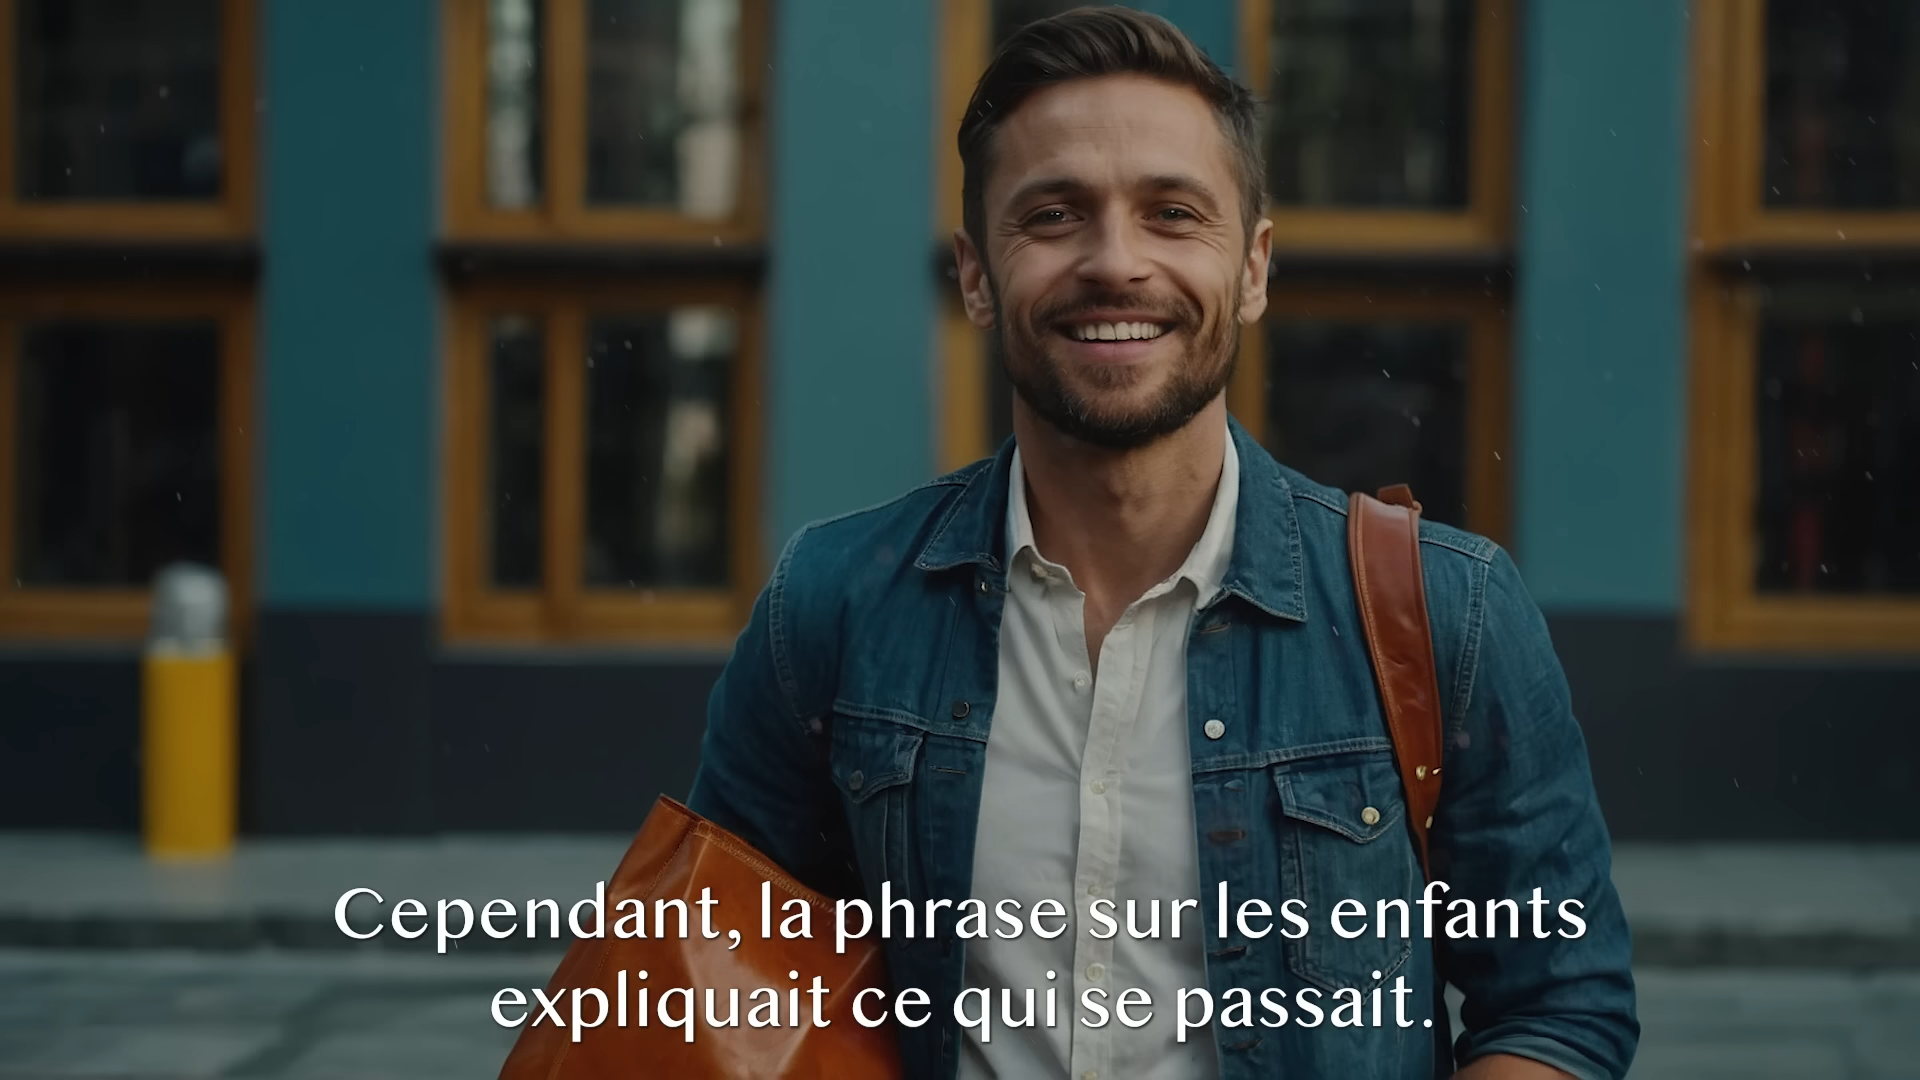 Cependant, la phrase sur les enfants
expliquait ce qui se passait.